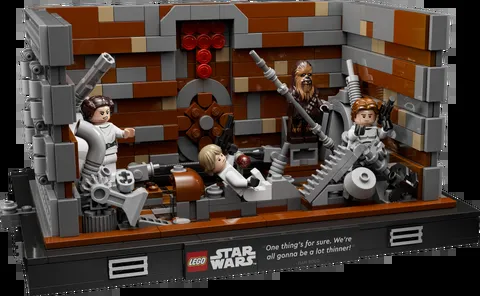 LEGO
STAR
WARS
"One thing's for sure. We're
all gonna be a lot thinner!"